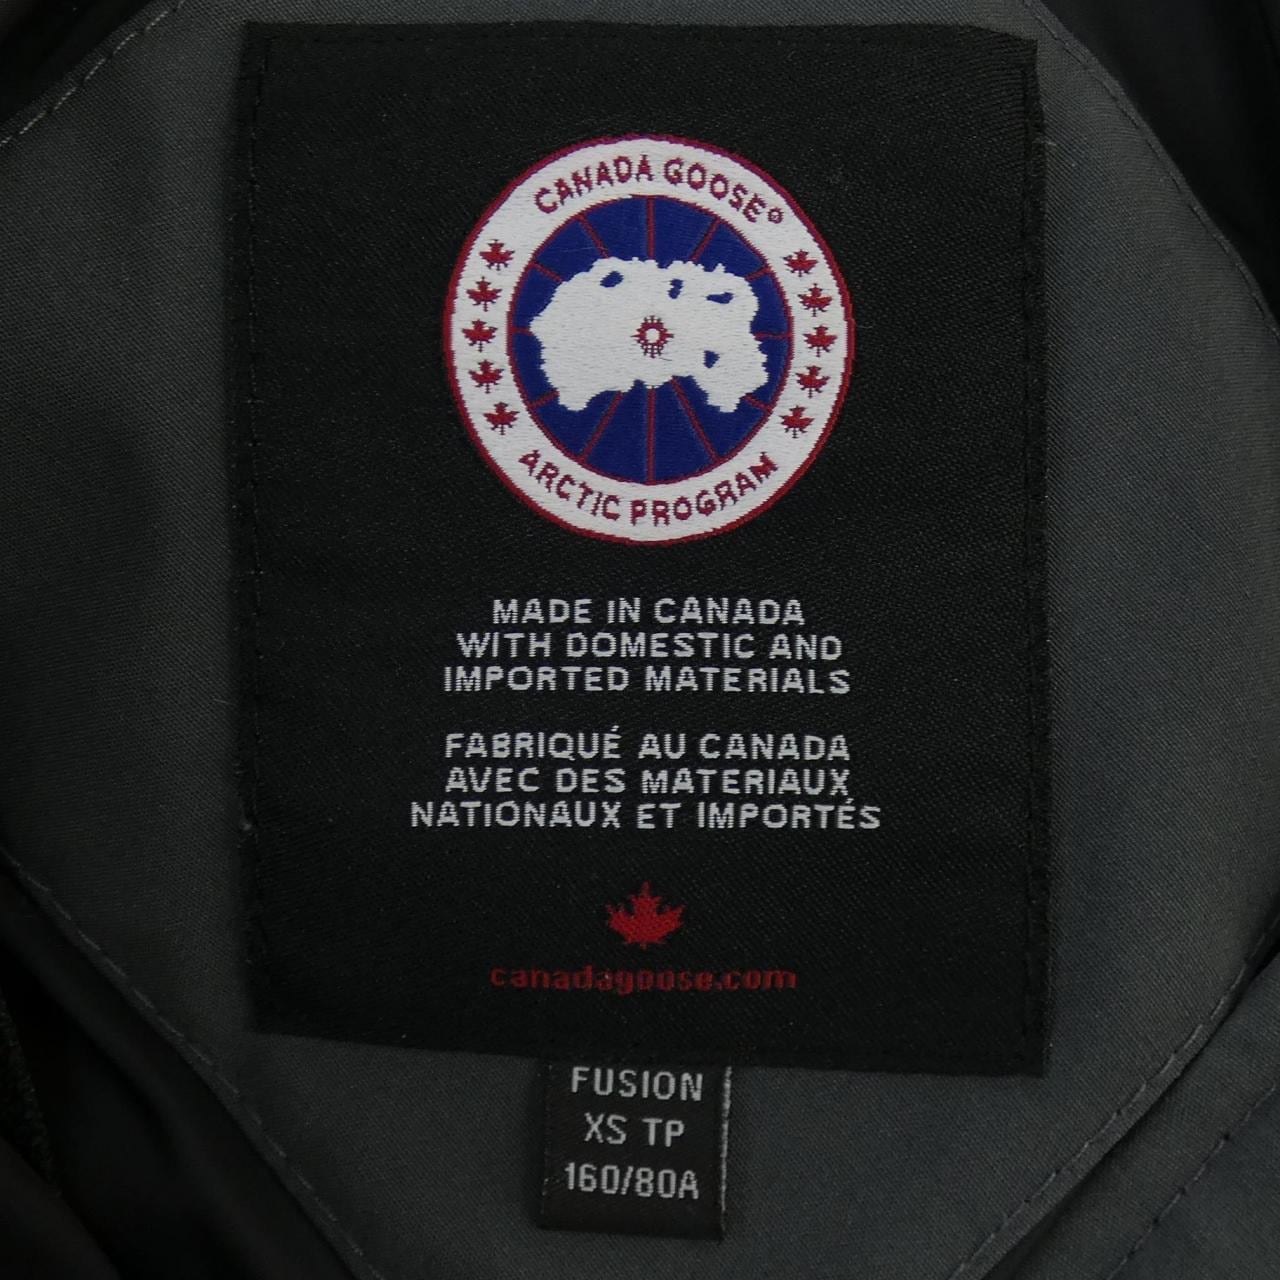 CANADA GOOSE®
ARCTIC PROGRAM
MADE IN CANADA
WITH DOMESTIC AND
IMPORTED MATERIALS
FABRIQUÉ AU CANADA
AVEC DES MATERIAUX
NATIONAUX ET IMPORTÉS
canadagoose.com
FUSION
XS TP
160/80A